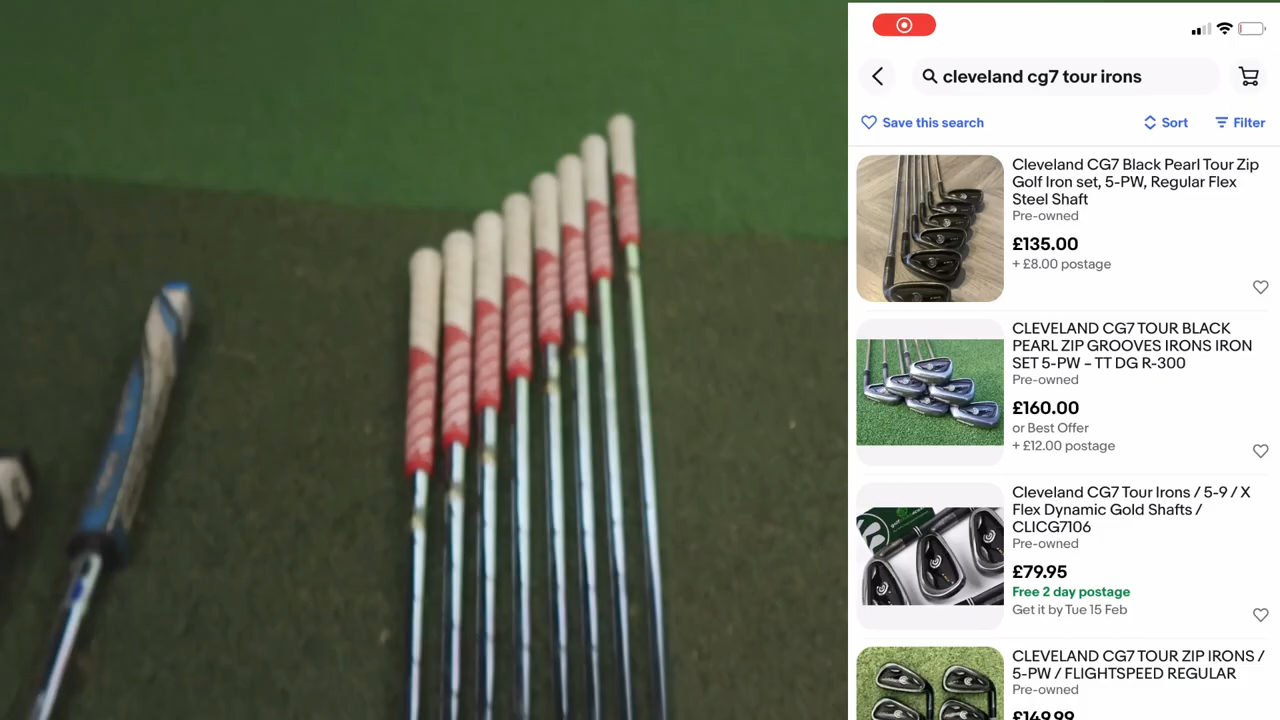 cleveland cg7 tour irons
Save this search
Sort
Filter
Cleveland CG7 Black Pearl Tour Zip
Golf Iron set, 5-PW, Regular Flex
Steel Shaft
Pre-owned
£135.00
+ £8.00 postage
CLEVELAND CG7 TOUR BLACK
PEARL ZIP GROOVES IRONS IRON
SET 5-PW – TT DG R-300
Pre-owned
£160.00
or Best Offer
+ £12.00 postage
Cleveland CG7 Tour Irons / 5-9 / X
Flex Dynamic Gold Shafts /
CLICG7106
Pre-owned
£79.95
Free 2 day postage
Get it by Tue 15 Feb
CLEVELAND CG7 TOUR ZIP IRONS /
5-PW / FLIGHTSPEED REGULAR
Pre-owned
£149.99